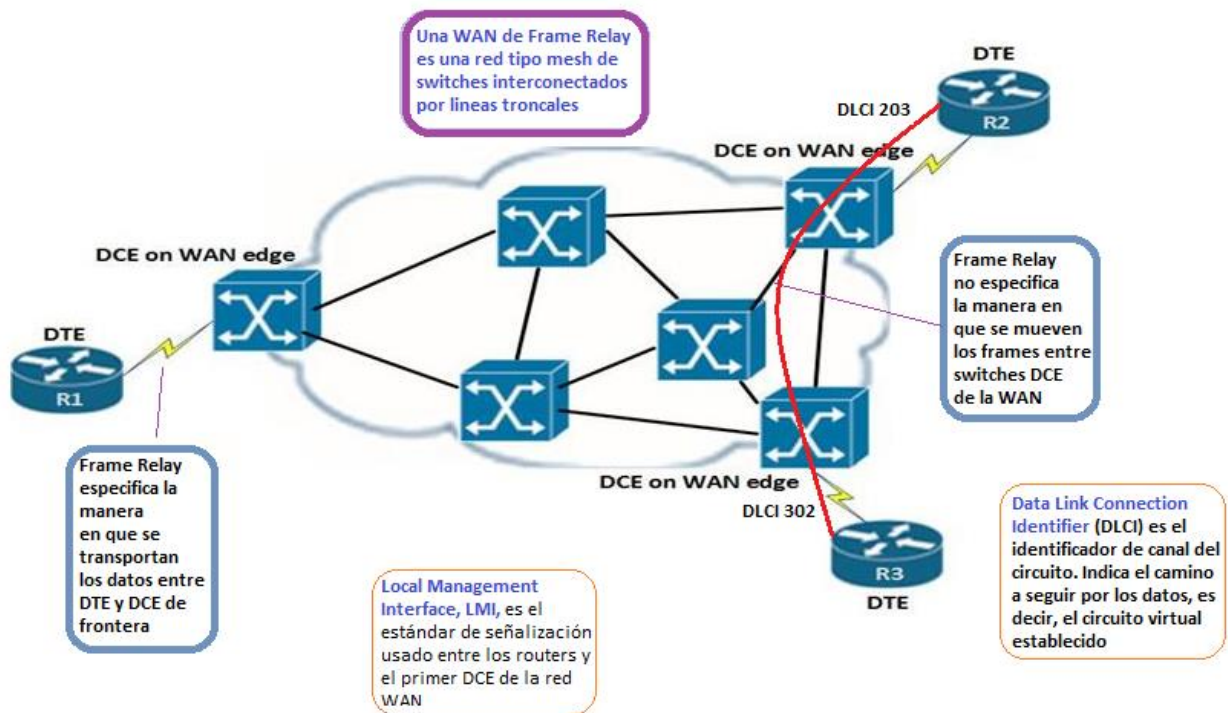 Una WAN de Frame Relay
es una red tipo mesh de
switches interconectados
por lineas troncales
DTE
R2
DLCI 203
DCE on WAN edge
DCE on WAN edge
DTE
R1
Frame Relay
no especifica
la manera en
que se mueven
los frames entre
switches DCE
de la WAN
Frame Relay
especifica la
manera
en que se
transportan
los datos entre
DTE y DCE de
frontera
DCE on WAN edge
DLCI 302
R3
DTE
Local Management
Interface, LMI, es el
estándar de señalización
usado entre los routers y
el primer DCE de la red
WAN
Data Link Connection
Identifier (DLCI) es el
identificador de canal del
circuito. Indica el camino
a seguir por los datos, es
decir, el circuito virtual
establecido